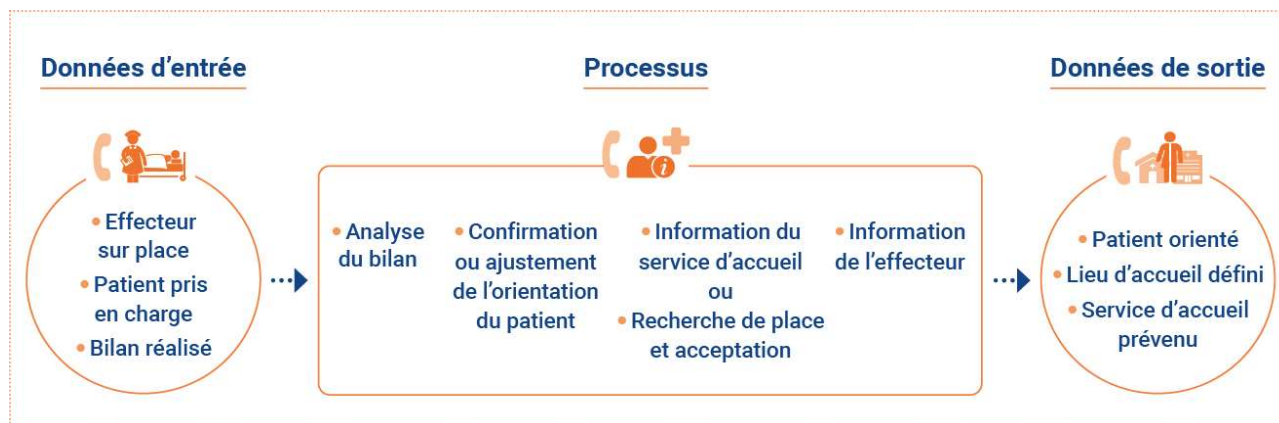 Données d’entrée
• Effecteur
sur place
• Patient pris
en charge
• Bilan réalisé
Processus
• Analyse
du bilan
• Confirmation
ou ajustement
de l’orientation
du patient
• Information du
service d’accueil
ou
• Recherche de place
et acceptation
• Information
de l’effecteur
Données de sortie
• Patient orienté
• Lieu d’accueil défini
• Service d’accueil
prévenu